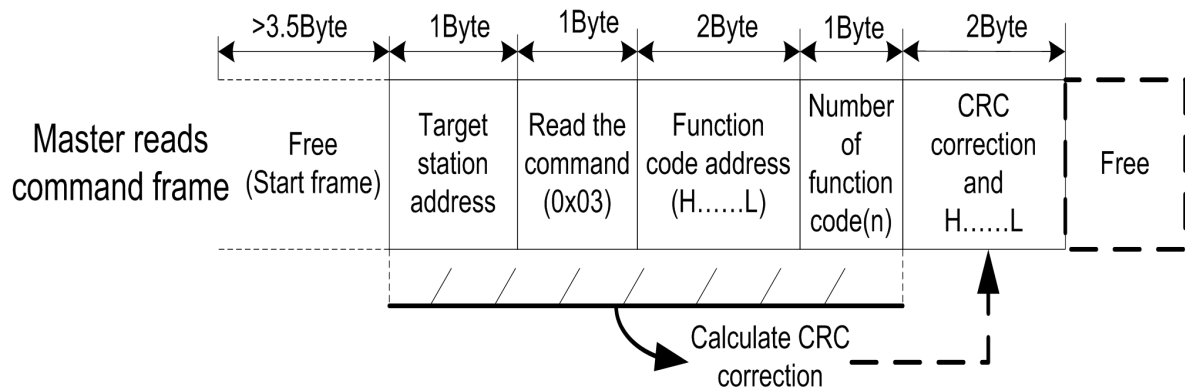 >3.5Byte
1Byte
1Byte
2Byte
1Byte
2Byte
Master reads
command frame
Free
(Start frame)
Target
station
address
Read the
command
(0x03)
Function
code address
(H......L)
Number
of
function
code(n)
CRC
correction
and
H......L
Free
Calculate CRC
correction